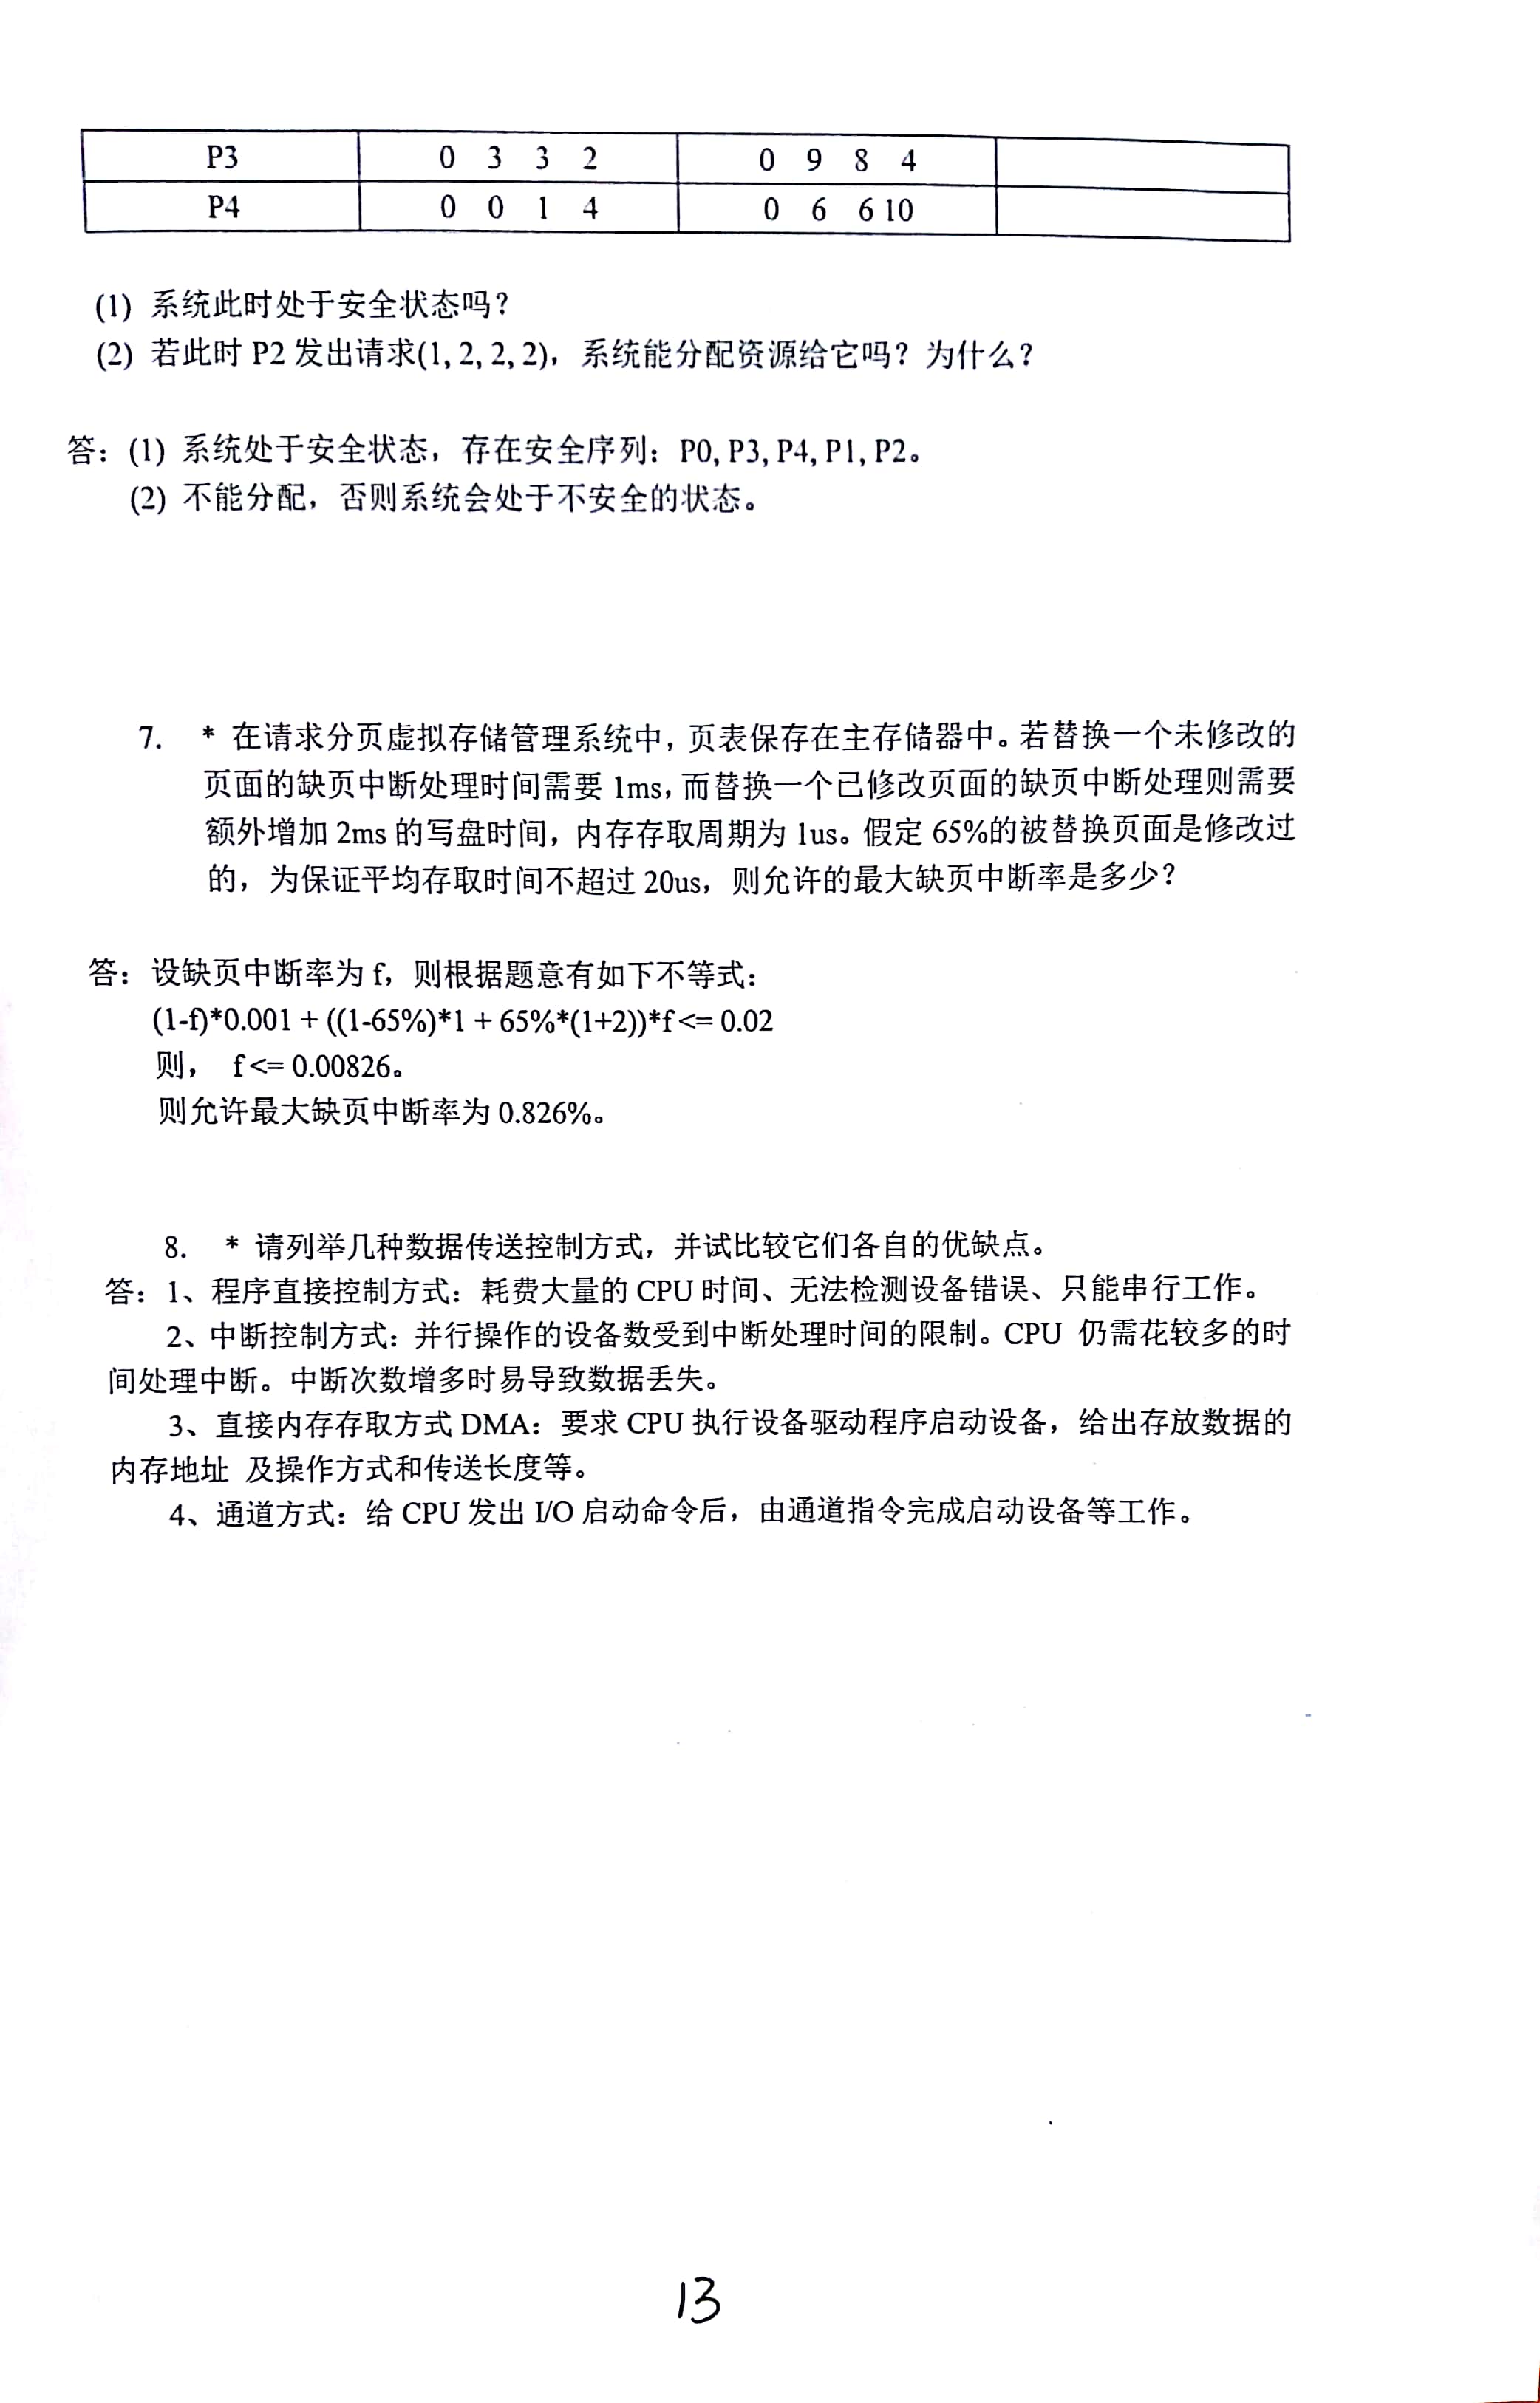 P3 0 3 3 2 0 9 8 4
P4 0 0 1 4 0 6 6 10
(1) 系统此时处于安全状态吗？
(2) 若此时 P2 发出请求(1, 2, 2, 2)，系统能分配资源给它吗？为什么？
答：(1) 系统处于安全状态，存在安全序列：P0, P3, P4, P1, P2。
(2) 不能分配，否则系统会处于不安全的状态。
7. * 在请求分页虚拟存储管理系统中，页表保存在主存储器中。若替换一个未修改的
页面的缺页中断处理时间需要 1ms，而替换一个已修改页面的缺页中断处理则需要
额外增加 2ms 的写盘时间，内存存取周期为 1us。假定 65%的被替换页面是修改过
的，为保证平均存取时间不超过 20us，则允许的最大缺页中断率是多少？
答：设缺页中断率为 f，则根据题意有如下不等式：
(1-f)*0.001 + ((1-65%)*1 + 65%*(1+2))*f <= 0.02
则， f <= 0.00826。
则允许最大缺页中断率为 0.826%。
8. * 请列举几种数据传送控制方式，并试比较它们各自的优缺点。
答：1、程序直接控制方式：耗费大量的 CPU 时间、无法检测设备错误、只能串行工作。
2、中断控制方式：并行操作的设备数受到中断处理时间的限制。CPU 仍需花较多的时
间处理中断。中断次数增多时易导致数据丢失。
3、直接内存存取方式 DMA：要求 CPU 执行设备驱动程序启动设备，给出存放数据的
内存地址 及操作方式和传送长度等。
4、通道方式：给 CPU 发出 I/O 启动命令后，由通道指令完成启动设备等工作。
13